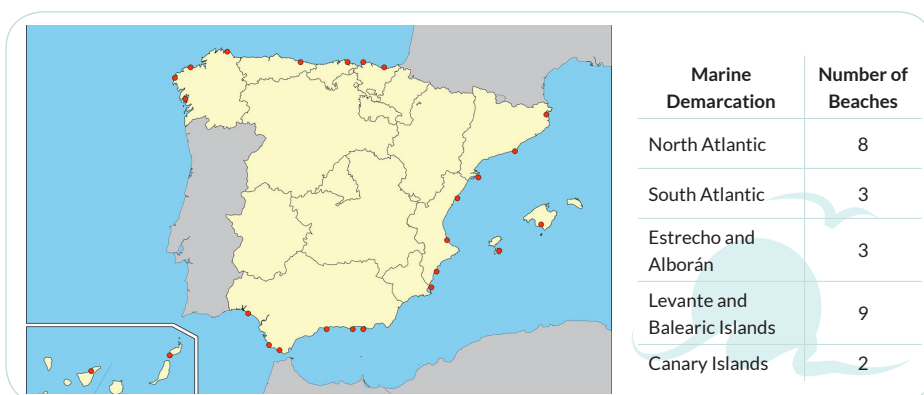 Marine
Demarcation
Number of
Beaches
North Atlantic
8
South Atlantic
3
Estrecho and
Alborán
3
Levante and
Balearic Islands
9
Canary Islands
2